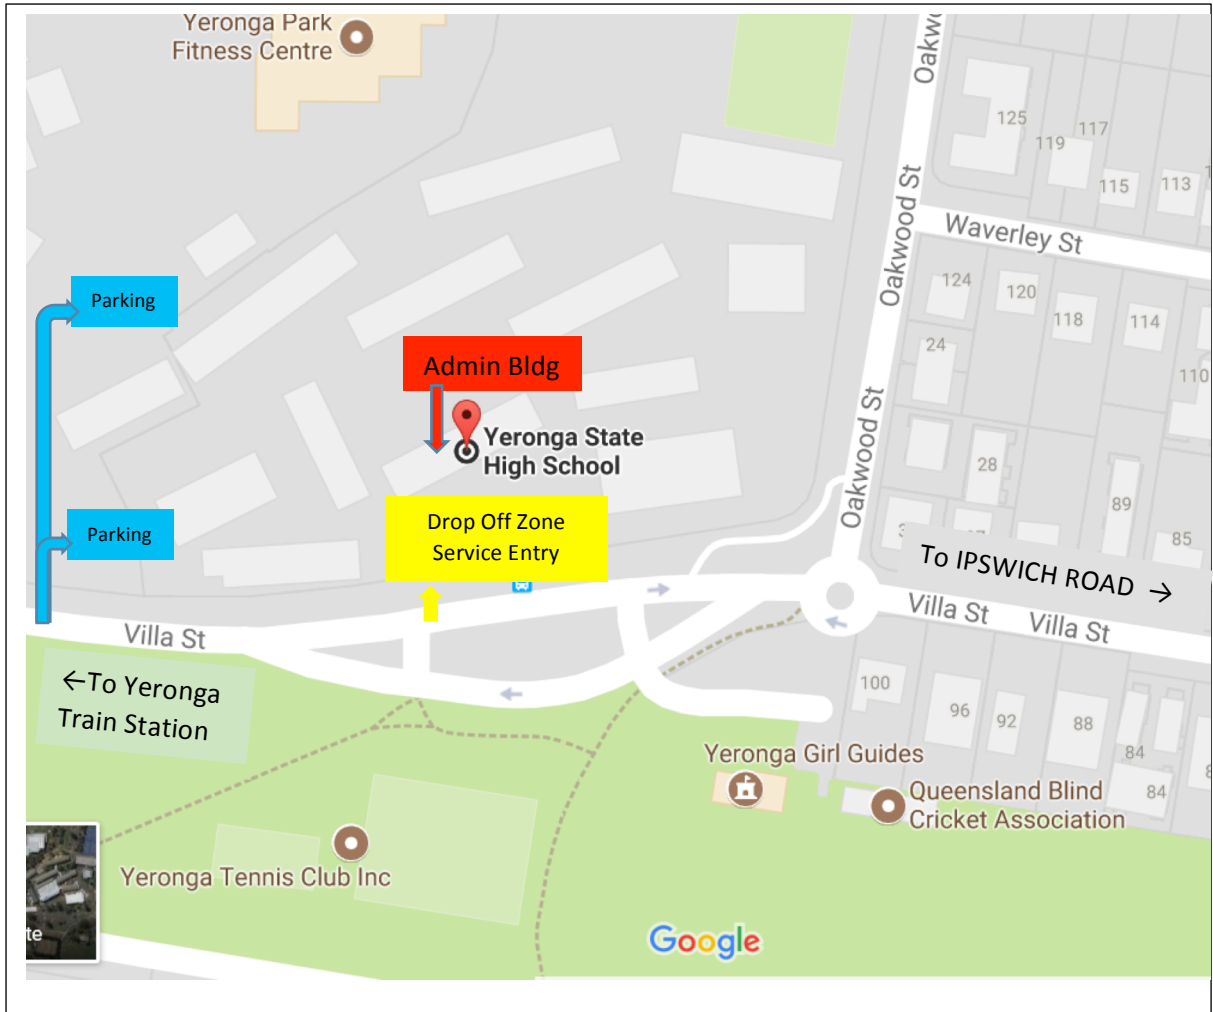 Yeronga Park
Fitness Centre
Oakwo
125
117
119
115
113
Oakwood St
Waverley St
Parking
124
120
118
114
24
Admin Bldg
110
Oakwood St
Yeronga State
High School
28
89
Parking
Drop Off Zone
Service Entry
85
To IPSWICH ROAD →
Villa St
Villa St
Villa St
←To Yeronga
Train Station
100
96
92
88
84
84
Yeronga Girl Guides
Queensland Blind
Cricket Association
Yeronga Tennis Club Inc
te
Google